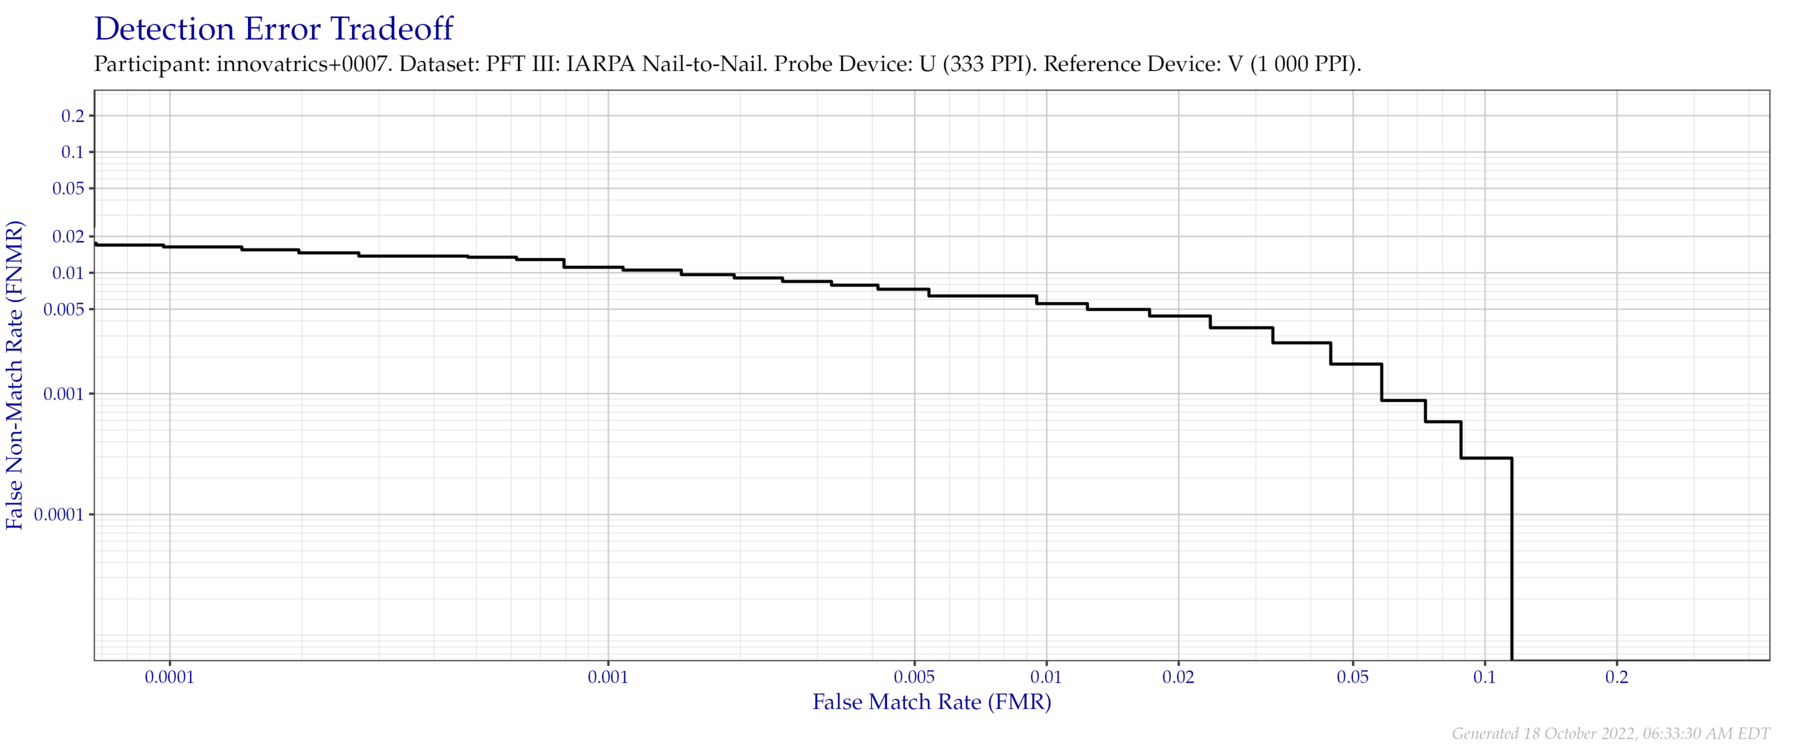 Detection Error Tradeoff
Participant: innovatrics+0007. Dataset: PFT III: IARPA Nail-to-Nail. Probe Device: U (333 PPI). Reference Device: V (1 000 PPI).
False Non-Match Rate (FNMR)
0.2
0.1
0.05
0.02
0.01
0.005
0.001
0.0001
0.0001 0.001 0.005 0.01 0.02 0.05 0.1 0.2
False Match Rate (FMR)
Generated 18 October 2022, 06:33:30 AM EDT